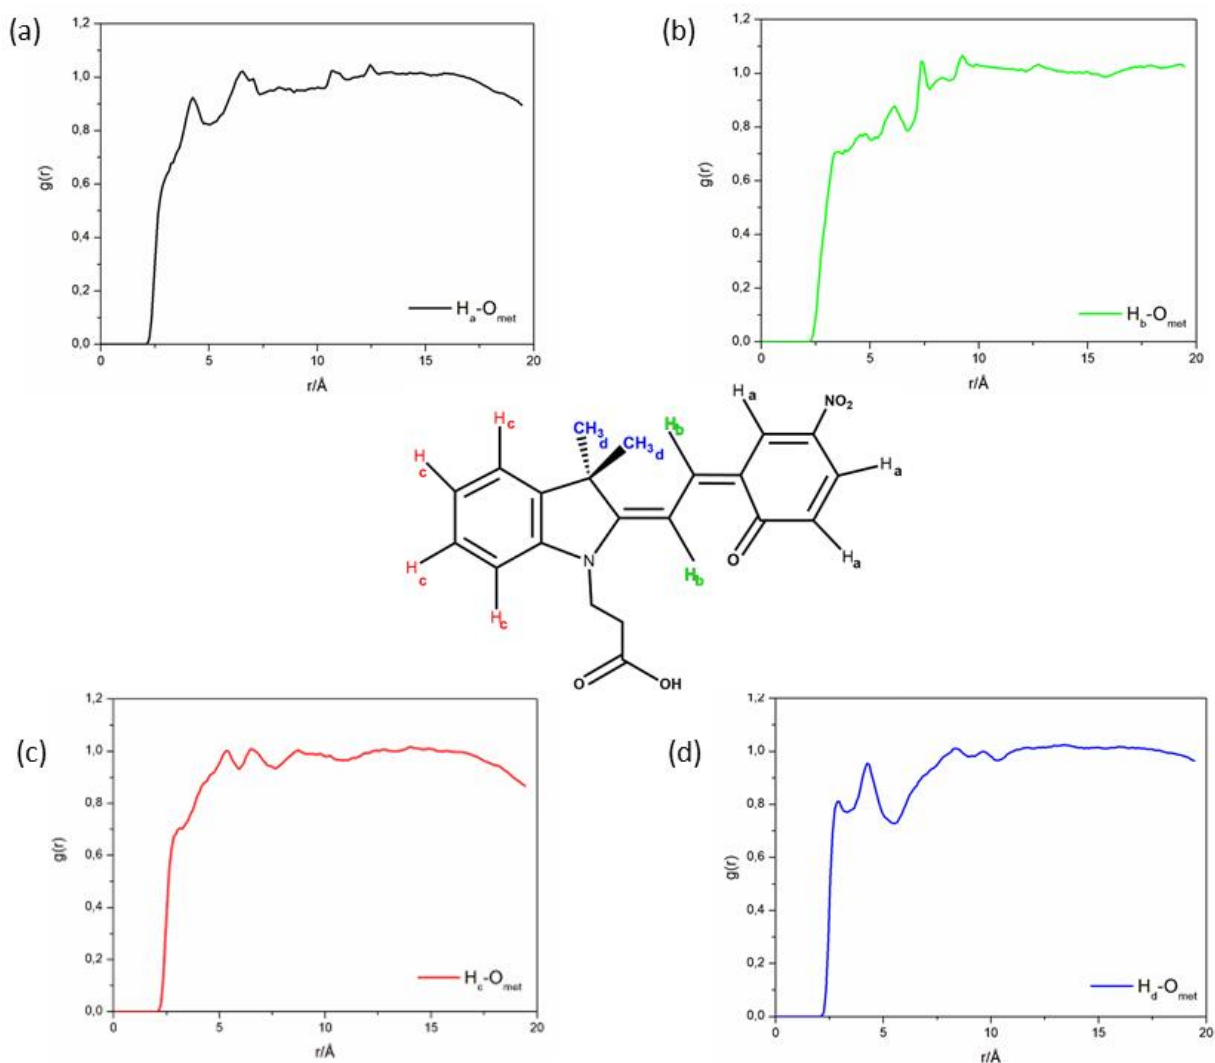 (a)
1,2
1,0
0,8
0,6
0,4
0,2
0,0
g(r)
0 5 10 15 20
r/Å
Ha-Omet
(b)
1,2
1,0
0,8
0,6
0,4
0,2
0,0
g(r)
0 5 10 15 20
r/Å
Hb-Omet
Hc
Hc
Hc
Hc
CH3 d
CH3 d
Hb
Hb
Ha
NO2
Ha
Ha
O
N
O
OH
(c)
1,2
1,0
0,8
0,6
0,4
0,2
0,0
g(r)
0 5 10 15 20
r/Å
Hc-Omet
(d)
1,2
1,0
0,8
0,6
0,4
0,2
0,0
g(r)
0 5 10 15 20
r/Å
Hd-Omet